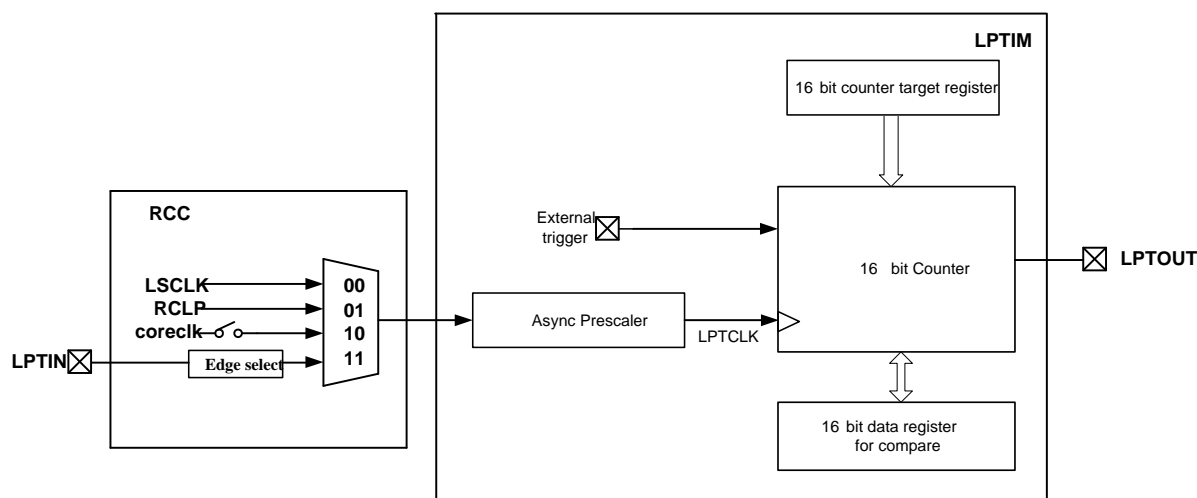 LPTIM
16 bit counter target register
RCC
External
trigger
LSCLK
RCLP
coreclk
LPTIN
Edge select
00
01
10
11
Async Prescaler
LPTCLK
16 bit Counter
LPTOUT
16 bit data register
for compare